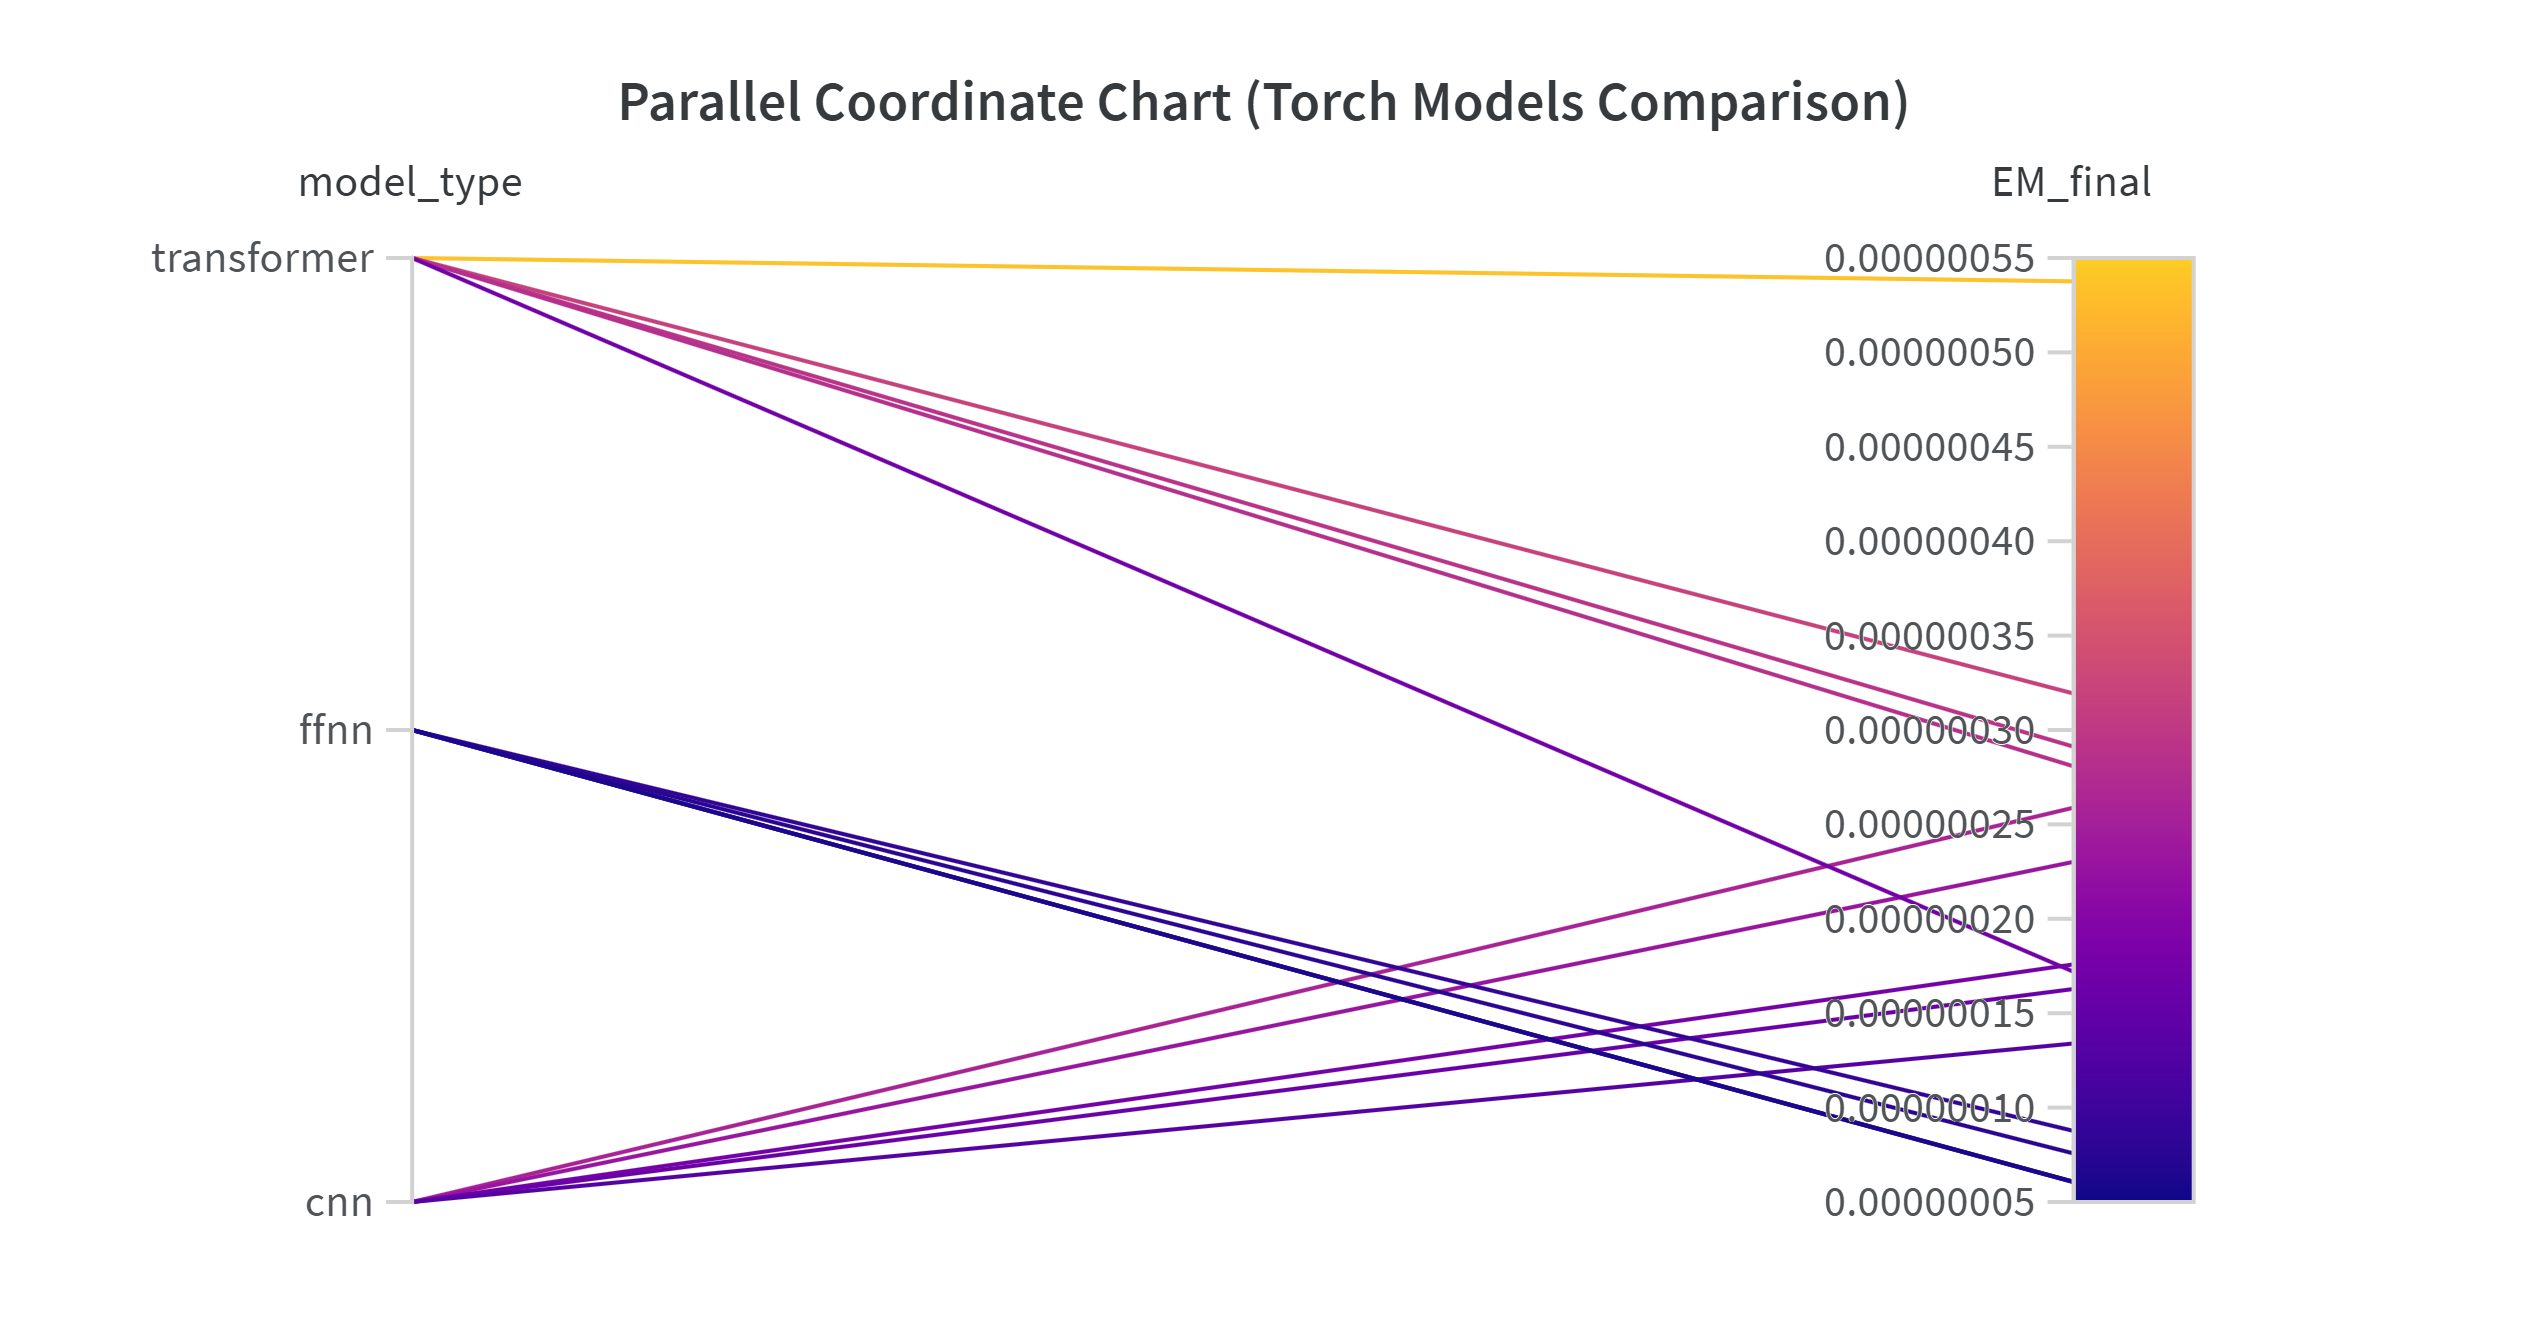 Parallel Coordinate Chart (Torch Models Comparison)
model_type
EM_final
transformer
0.00000055
0.00000050
0.00000045
0.00000040
0.00000035
ffnn
0.00000030
0.00000025
0.00000020
0.00000015
0.00000010
cnn
0.00000005